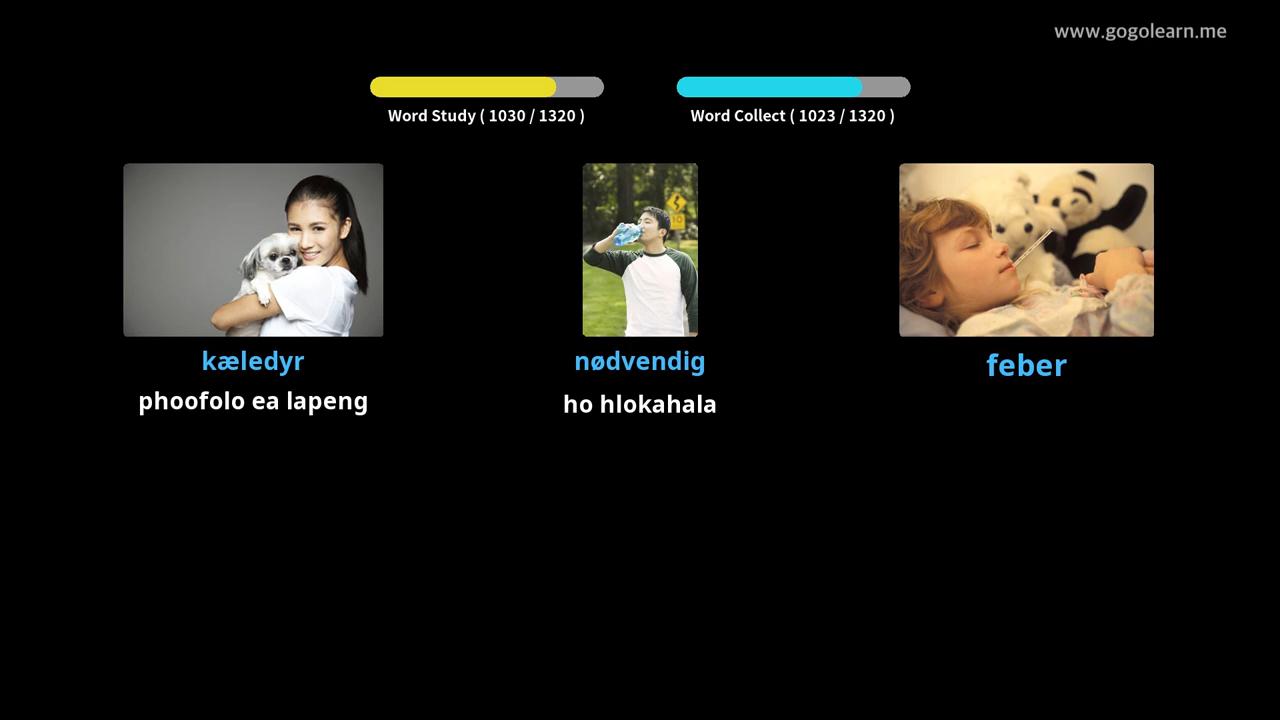 www.gogolearn.me
Word Study ( 1030 / 1320 )
Word Collect ( 1023 / 1320 )
10
kæledyr
phoofolo ea lapeng
nødvendig
ho hlokahala
feber